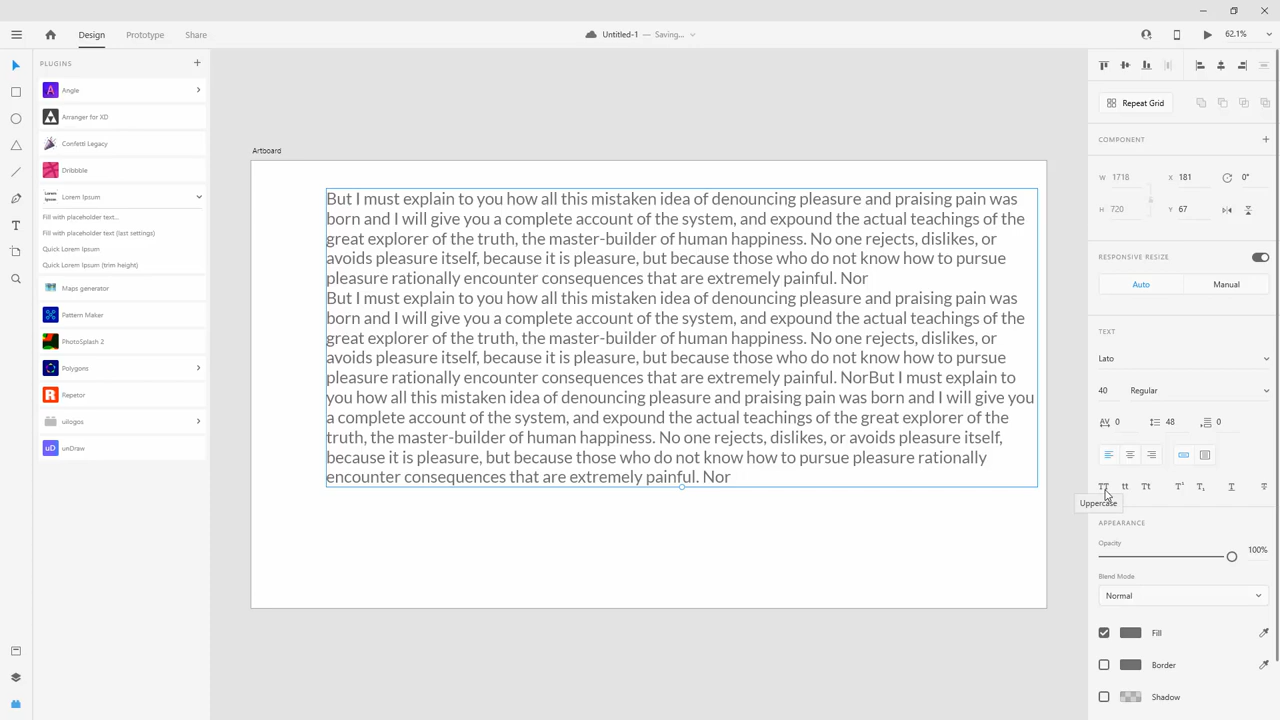 Design
Prototype
Share
Untitled-1 — Saving...
62.1%
PLUGINS
Angle
Arranger for XD
Confetti Legacy
Dribbble
Lorem Ipsum
Lorem Ipsum
Fill with placeholder text...
Fill with placeholder text (last settings)
Quick Lorem Ipsum
Quick Lorem Ipsum (trim height)
Maps generator
Pattern Maker
PhotoSplash 2
Polygons
R
Repetor
uilogos
uD
unDraw
Artboard
But I must explain to you how all this mistaken idea of denouncing pleasure and praising pain was
born and I will give you a complete account of the system, and expound the actual teachings of the
great explorer of the truth, the master-builder of human happiness. No one rejects, dislikes, or
avoids pleasure itself, because it is pleasure, but because those who do not know how to pursue
pleasure rationally encounter consequences that are extremely painful. Nor
But I must explain to you how all this mistaken idea of denouncing pleasure and praising pain was
born and I will give you a complete account of the system, and expound the actual teachings of the
great explorer of the truth, the master-builder of human happiness. No one rejects, dislikes, or
avoids pleasure itself, because it is pleasure, but because those who do not know how to pursue
pleasure rationally encounter consequences that are extremely painful. NorBut I must explain to
you how all this mistaken idea of denouncing pleasure and praising pain was born and I will give you
a complete account of the system, and expound the actual teachings of the great explorer of the
truth, the master-builder of human happiness. No one rejects, dislikes, or avoids pleasure itself,
because it is pleasure, but because those who do not know how to pursue pleasure rationally
encounter consequences that are extremely painful. Nor
Repeat Grid
COMPONENT
W 1718 X 181 0°
H 720 Y 67
RESPONSIVE RESIZE
Auto Manual
TEXT
Lato
40 Regular
AV 0 48 0
TT tt Tt T¹ T₁ T T
Uppercase
APPEARANCE
Opacity
100%
Blend Mode
Normal
Fill
Border
Shadow